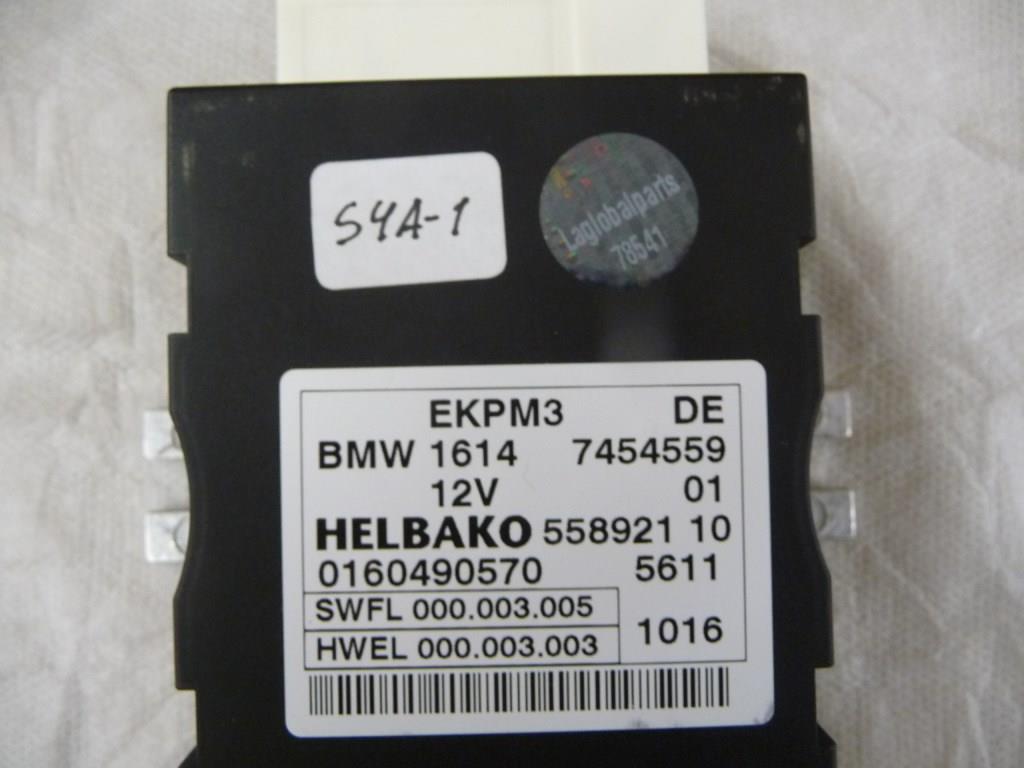 S4A-1
Laglobalparts
78541
EKPM3 DE
BMW 1614 7454559
12V 01
HELBAKO 558921 10
0160490570 5611
SWFL 000.003.005
HWEL 000.003.003 1016